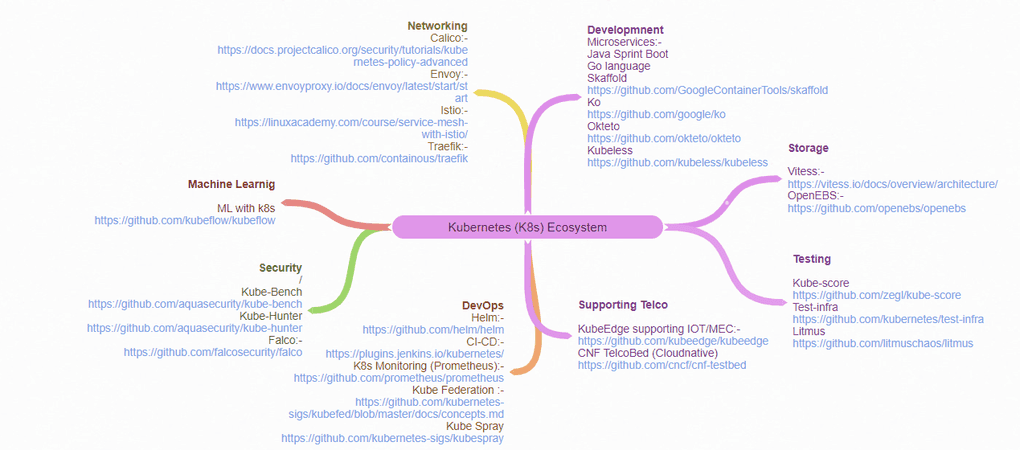 Networking
Calico:-
https://docs.projectcalico.org/security/tutorials/kube
rnetes-policy-advanced
Envoy:-
https://www.envoyproxy.io/docs/envoy/latest/start/st
art
Istio:-
https://linuxacademy.com/course/service-mesh-
with-istio/
Traefik:-
https://github.com/containous/traefik
Developmnent
Microservices:-
Java Sprint Boot
Go language
Skaffold
https://github.com/GoogleContainerTools/skaffold
Ko
https://github.com/google/ko
Okteto
https://github.com/okteto/okteto
Kubeless
https://github.com/kubeless/kubeless
Storage
Vitess:-
https://vitess.io/docs/overview/architecture/
OpenEBS:-
https://github.com/openebs/openebs
Machine Learnig
ML with k8s
https://github.com/kubeflow/kubeflow
Kubernetes (K8s) Ecosystem
Security
/
Kube-Bench
https://github.com/aquasecurity/kube-bench
Kube-Hunter
https://github.com/aquasecurity/kube-hunter
Falco:-
https://github.com/falcosecurity/falco
DevOps
Helm:-
https://github.com/helm/helm
CI-CD:-
https://plugins.jenkins.io/kubernetes/
K8s Monitoring (Prometheus):-
https://github.com/prometheus/prometheus
Kube Federation :-
https://github.com/kubernetes-
sigs/kubefed/blob/master/docs/concepts.md
Kube Spray
https://github.com/kubernetes-sigs/kubespray
Supporting Telco
KubeEdge supporting IOT/MEC:-
https://github.com/kubeedge/kubeedge
CNF TelcoBed (Cloudnative)
https://github.com/cncf/cnf-testbed
Testing
Kube-score
https://github.com/zegl/kube-score
Test-infra
https://github.com/kubernetes/test-infra
Litmus
https://github.com/litmuschaos/litmus